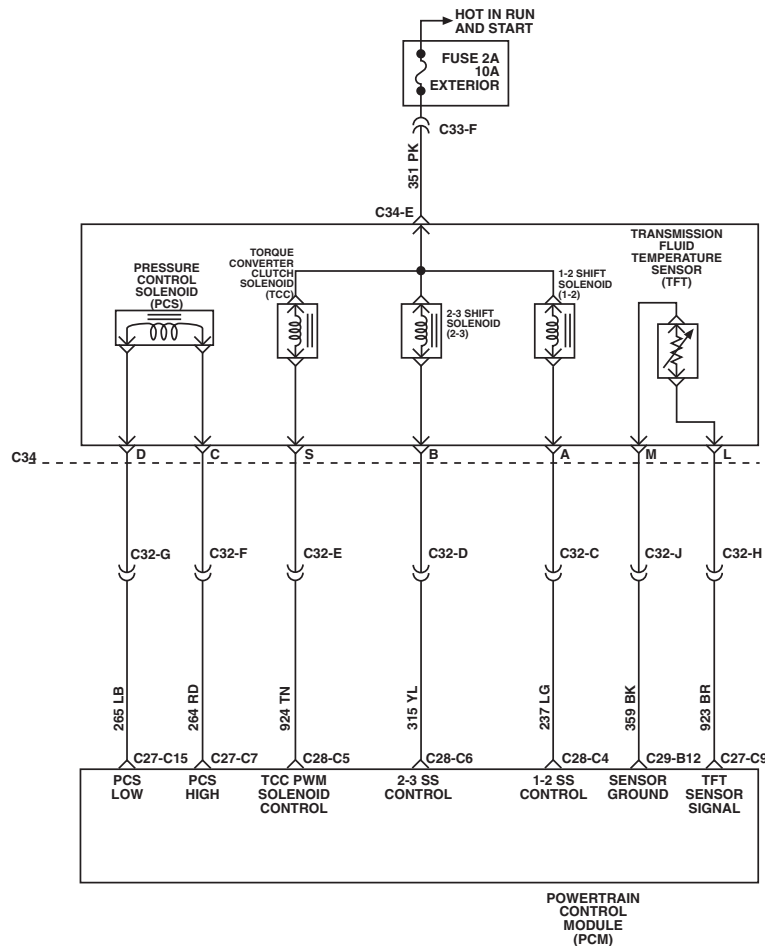 HOT IN RUN
AND START
FUSE 2A
10A
EXTERIOR
C33-F
351 PK
C34-E
PRESSURE
CONTROL
SOLENOID
(PCS)
TORQUE
CONVERTER
CLUTCH
SOLENOID
(TCC)
2-3 SHIFT
SOLENOID
(2-3)
1-2 SHIFT
SOLENOID
(1-2)
TRANSMISSION
FLUID
TEMPERATURE
SENSOR
(TFT)
C34
D
C
S
B
A
M
L
C32-G
C32-F
C32-E
C32-D
C32-C
C32-J
C32-H
265 LB
264 RD
924 TN
315 YL
237 LG
359 BK
923 BR
C27-C15
C27-C7
C28-C5
C28-C6
C28-C4
C29-B12
C27-C9
PCS
LOW
PCS
HIGH
TCC PWM
SOLENOID
CONTROL
2-3 SS
CONTROL
1-2 SS
CONTROL
SENSOR
GROUND
TFT
SENSOR
SIGNAL
POWERTRAIN
CONTROL
MODULE
(PCM)